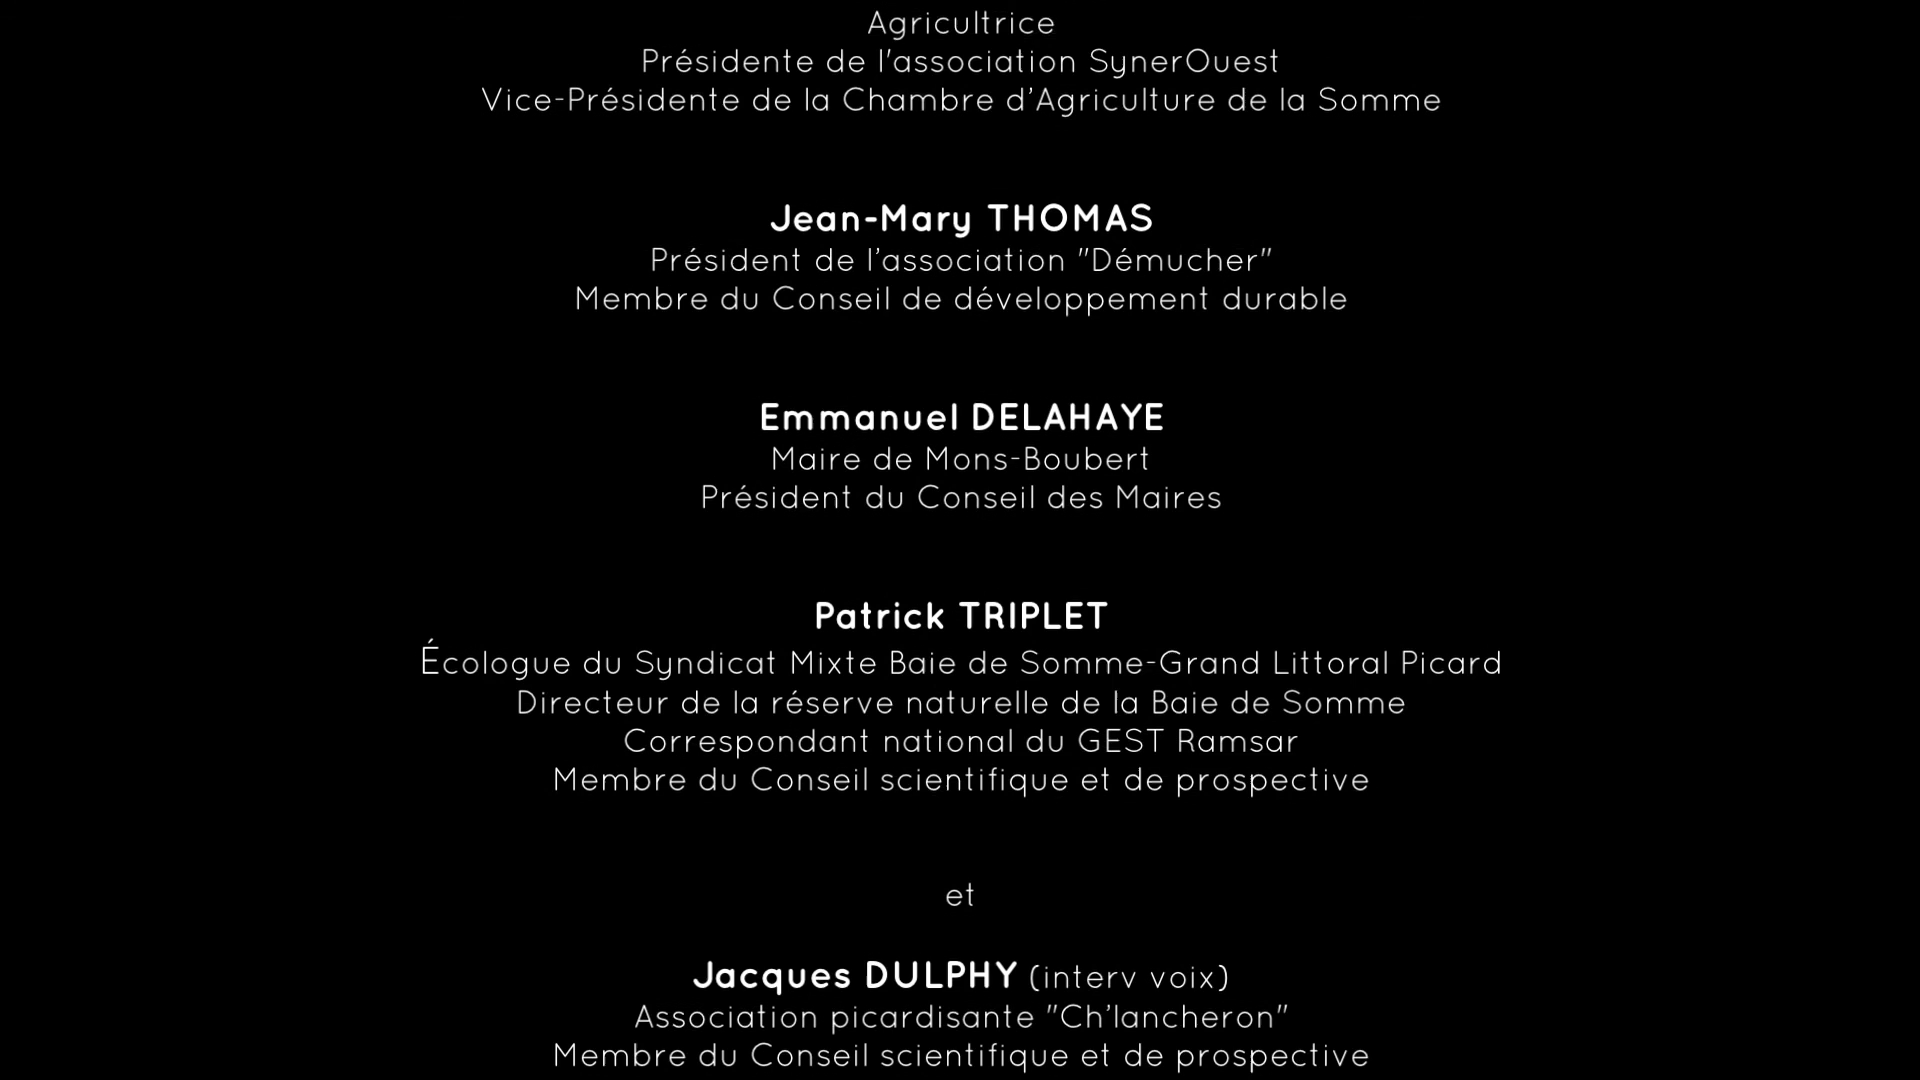 Agricultrice
Présidente de l'association SynerOuest
Vice-Présidente de la Chambre d’Agriculture de la Somme
Jean-Mary THOMAS
Président de l’association "Démucher"
Membre du Conseil de développement durable
Emmanuel DELAHAYE
Maire de Mons-Boubert
Président du Conseil des Maires
Patrick TRIPLET
Écologue du Syndicat Mixte Baie de Somme-Grand Littoral Picard
Directeur de la réserve naturelle de la Baie de Somme
Correspondant national du GEST Ramsar
Membre du Conseil scientifique et de prospective
et
Jacques DULPHY (interv voix)
Association picardisante "Ch’lancheron"
Membre du Conseil scientifique et de prospective